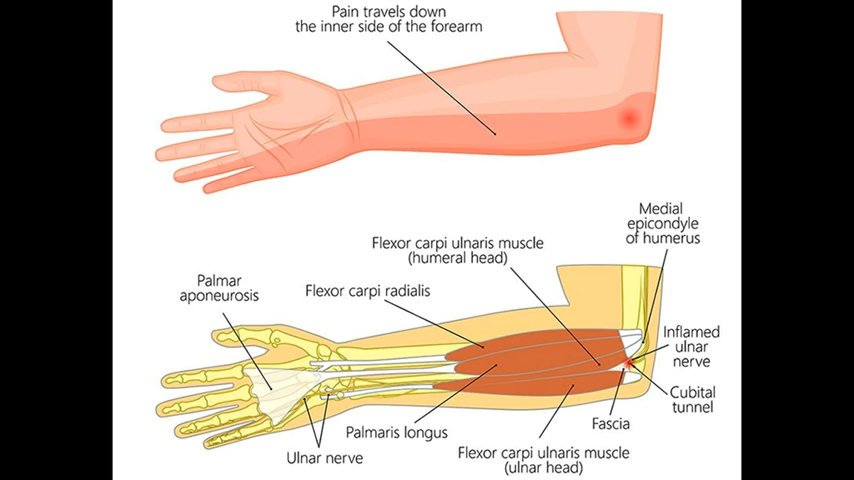 Pain travels down
the inner side of the forearm
Medial
epicondyle
of humerus
Flexor carpi ulnaris muscle
(humeral head)
Palmar
aponeurosis
Flexor carpi radialis
Inflamed
ulnar
nerve
Cubital
tunnel
Fascia
Palmaris longus
Ulnar nerve
Flexor carpi ulnaris muscle
(ulnar head)